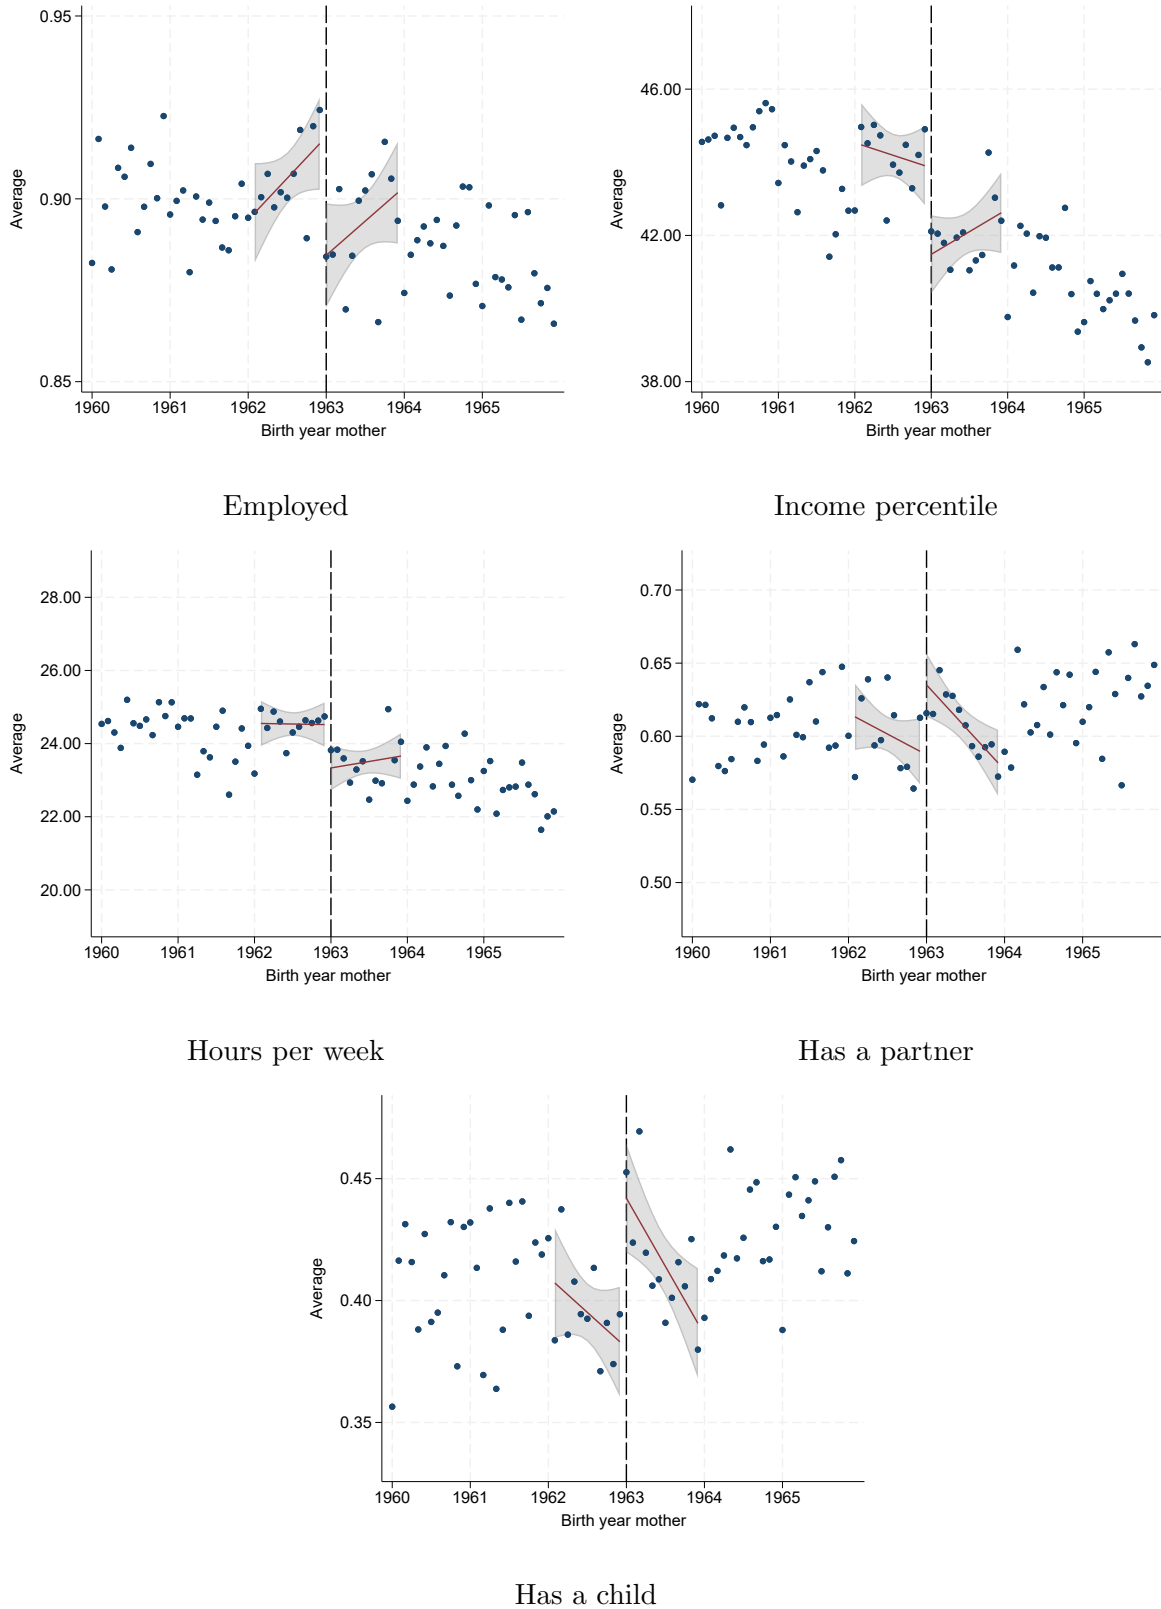 0.95
0.90
0.85
Average
1960 1961 1962 1963 1964 1965
Birth year mother
Employed
46.00
42.00
38.00
Average
1960 1961 1962 1963 1964 1965
Birth year mother
Income percentile
28.00
26.00
24.00
22.00
20.00
Average
1960 1961 1962 1963 1964 1965
Birth year mother
Hours per week
0.70
0.65
0.60
0.55
0.50
Average
1960 1961 1962 1963 1964 1965
Birth year mother
Has a partner
0.45
0.40
0.35
Average
1960 1961 1962 1963 1964 1965
Birth year mother
Has a child